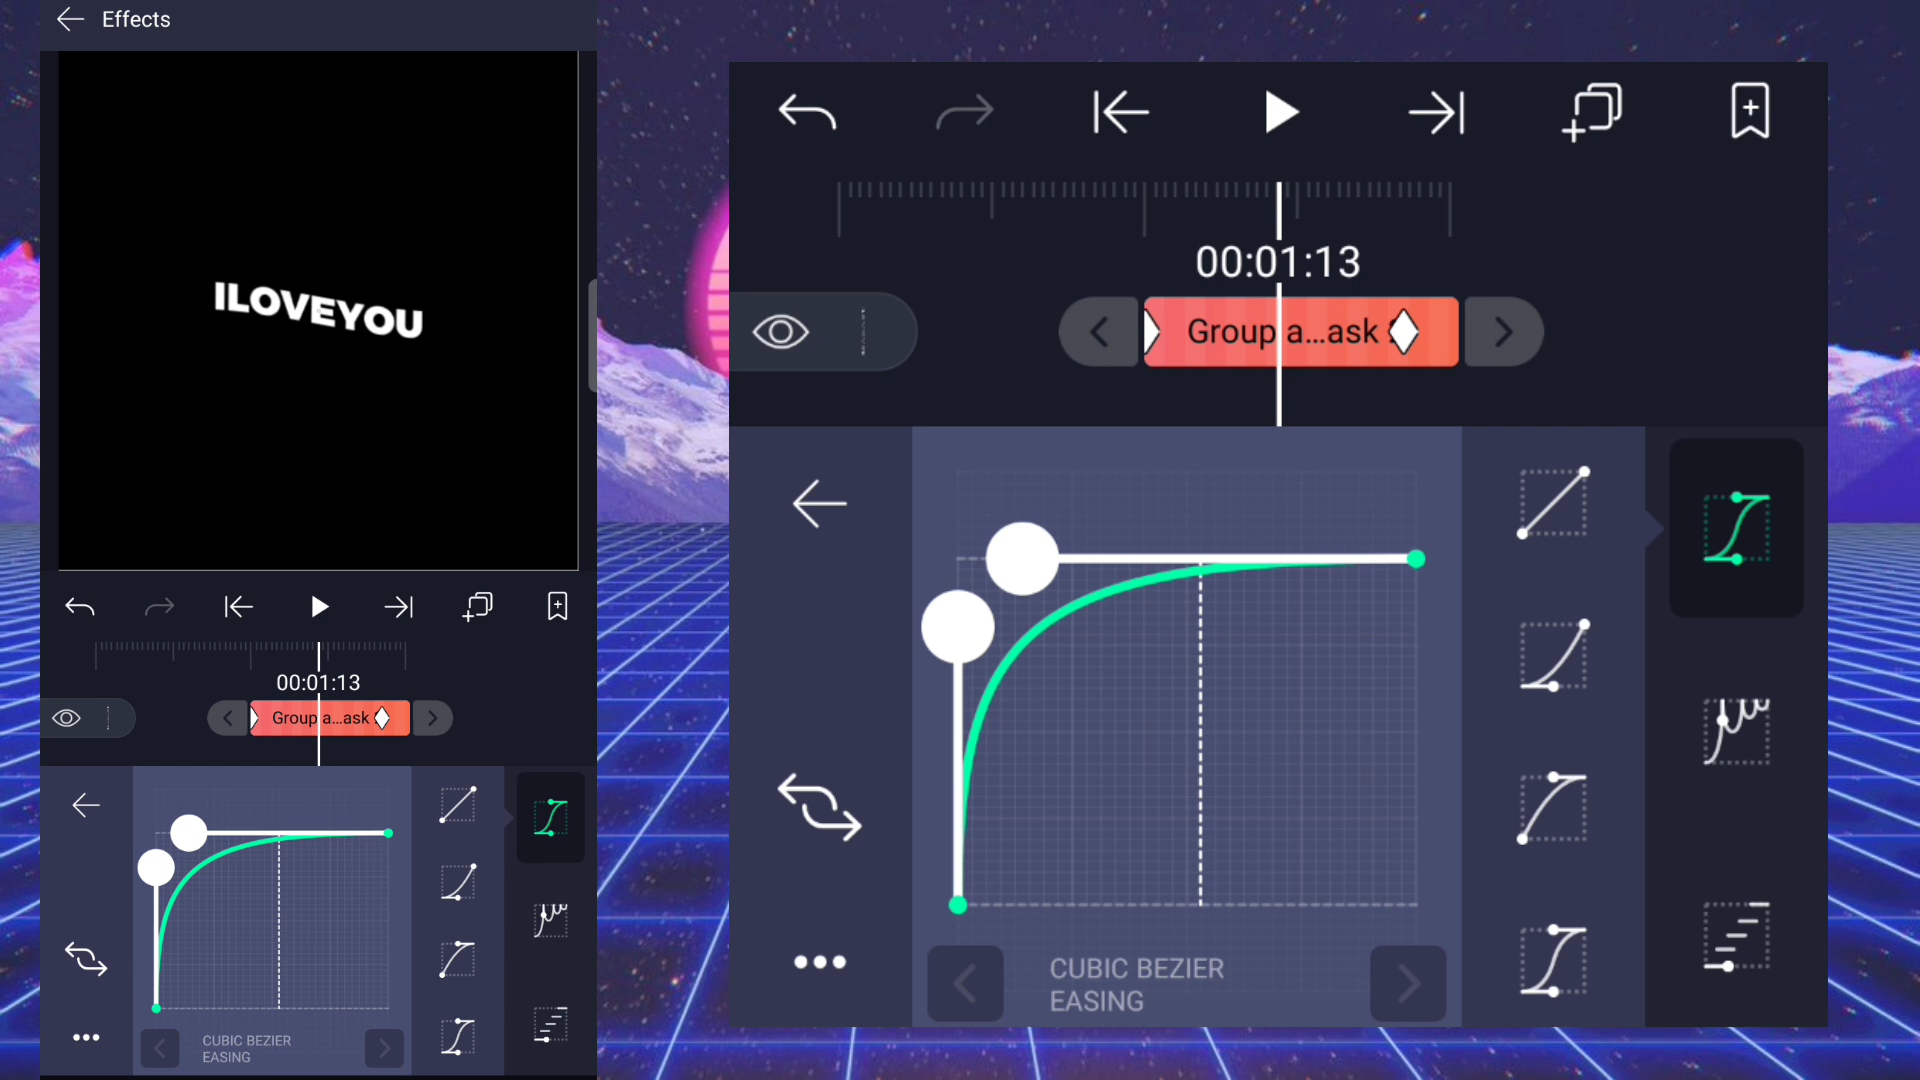 Effects
ILOVEYOU
00:01:13
Group a...ask
CUBIC BEZIER
EASING
00:01:13
Group a...ask
CUBIC BEZIER
EASING